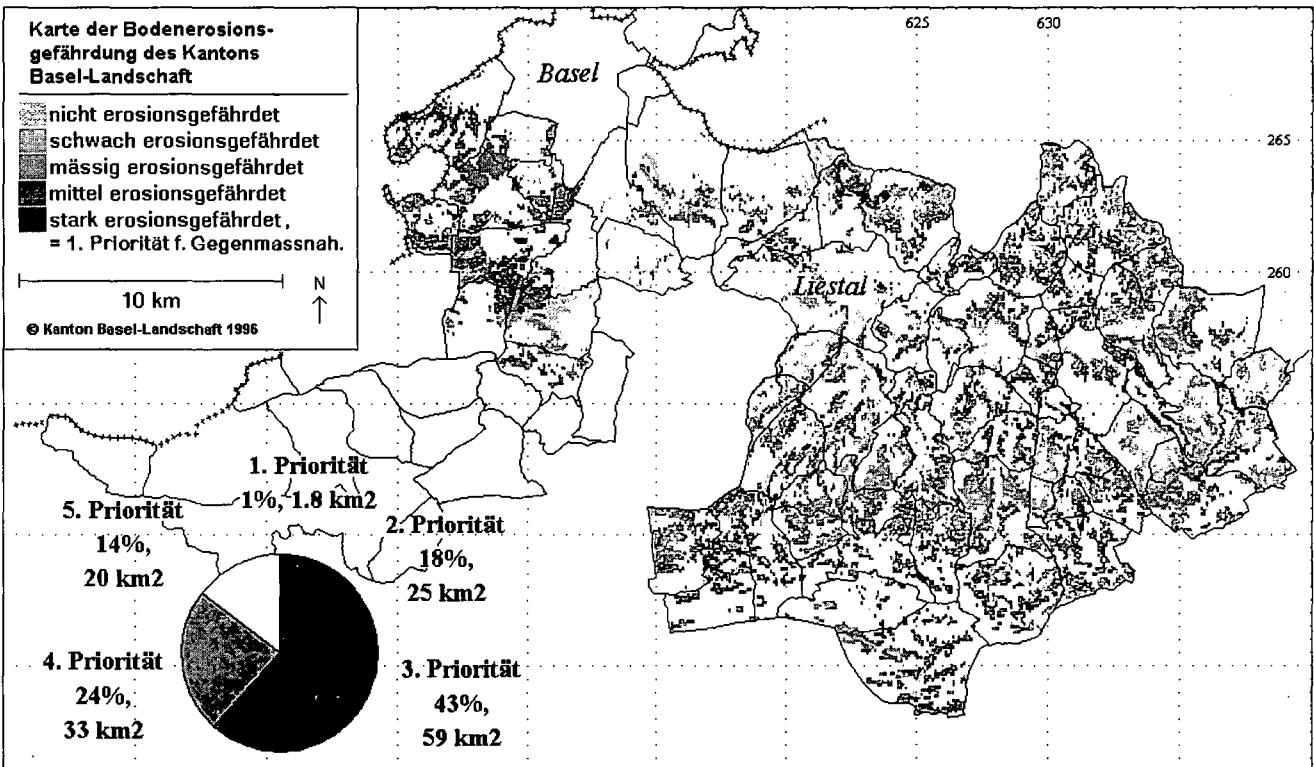 Karte der Bodenerosions-
gefährdung des Kantons
Basel-Landschaft
nicht erosionsgefährdet
schwach erosionsgefährdet
mässig erosionsgefährdet
mittel erosionsgefährdet
stark erosionsgefährdet,
= 1. Priorität f. Gegenmassnah.
10 km
N
© Kanton Basel-Landschaft 1996
Basel
625
630
265
260
Liestal
1. Priorität
1%, 1.8 km2
2. Priorität
18%,
25 km2
3. Priorität
43%,
59 km2
4. Priorität
24%,
33 km2
5. Priorität
14%,
20 km2